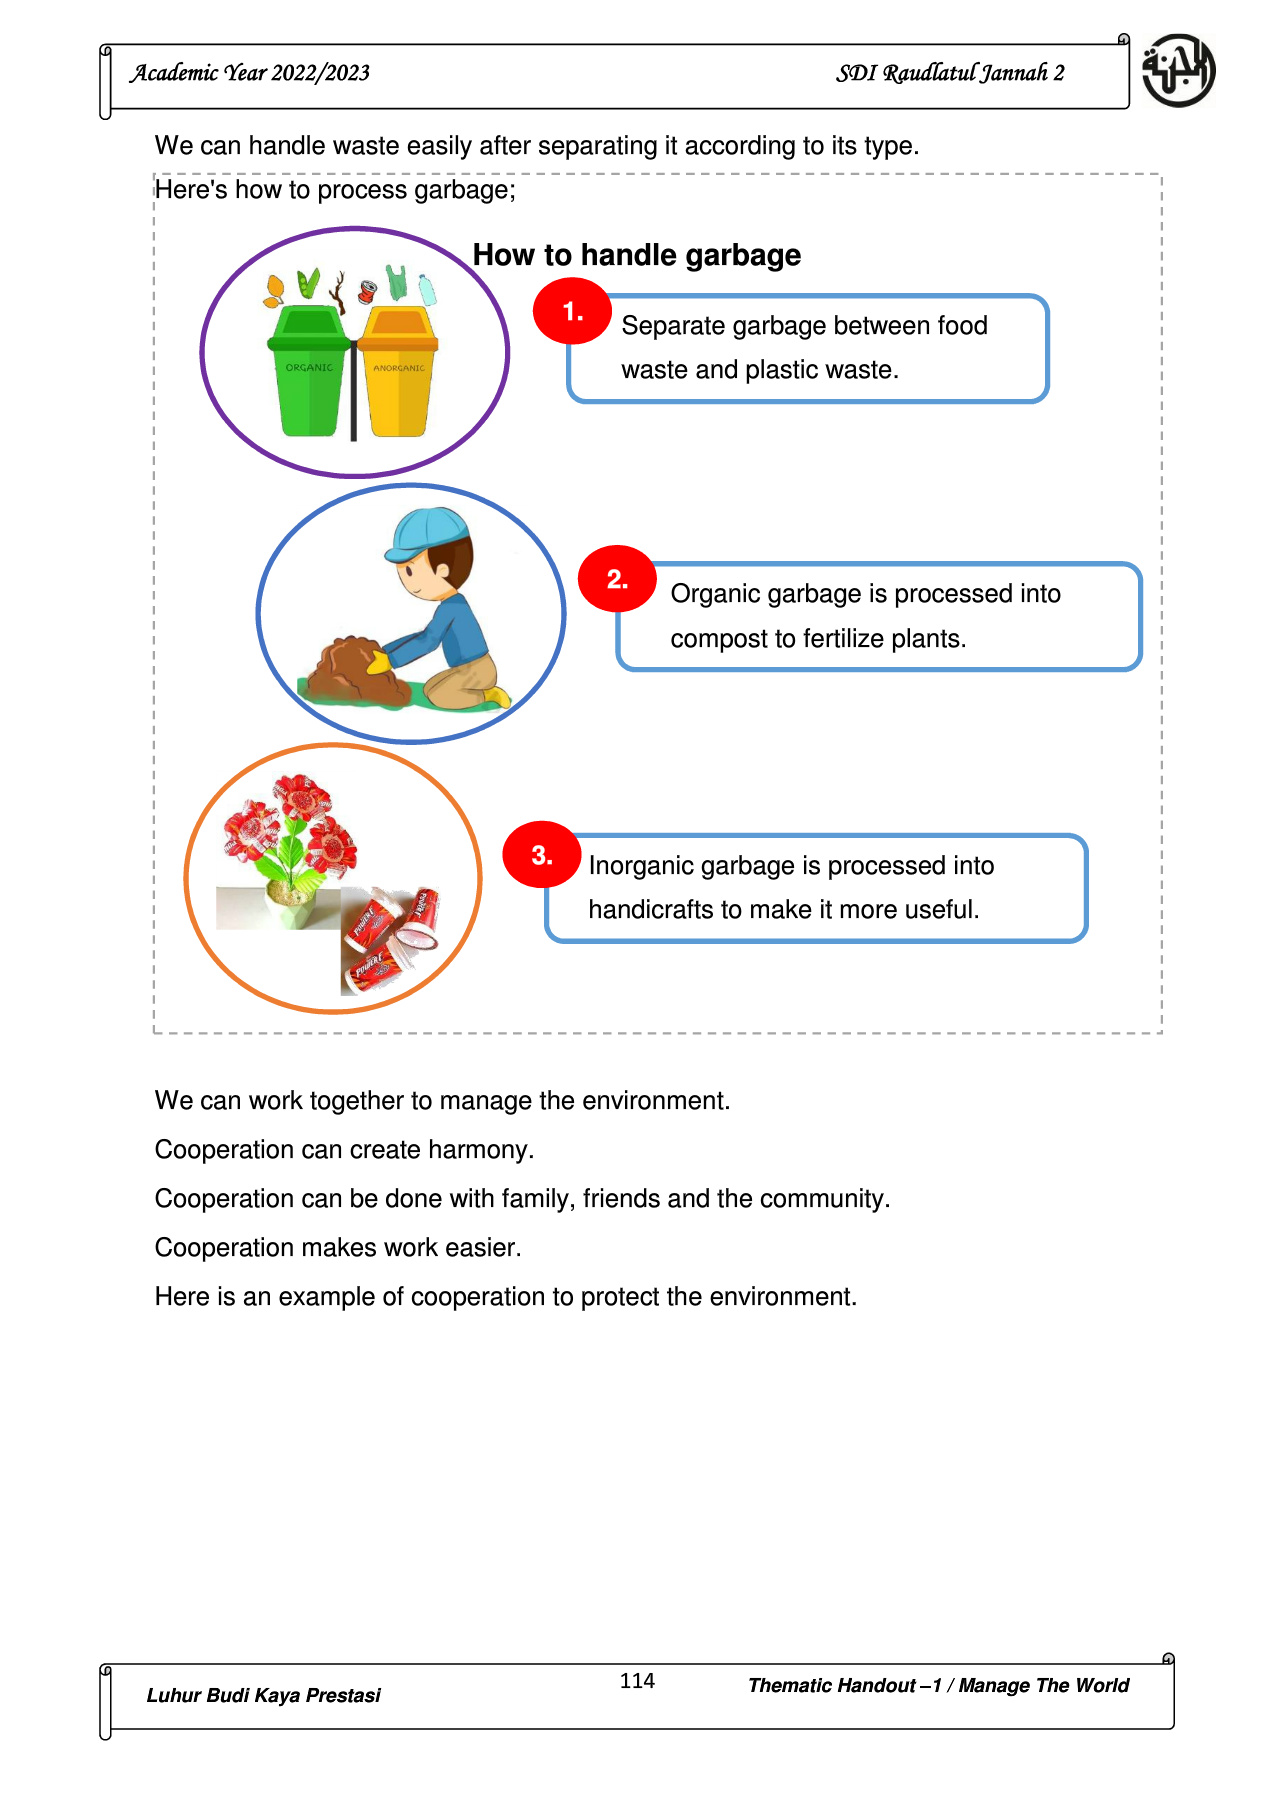 Academic Year 2022/2023
SDI Raudlatul Jannah 2
We can handle waste easily after separating it according to its type.
Here's how to process garbage;
How to handle garbage
ORGANIC
ANORGANIC
1.
Separate garbage between food
waste and plastic waste.
2.
Organic garbage is processed into
compost to fertilize plants.
3.
Inorganic garbage is processed into
handicrafts to make it more useful.
We can work together to manage the environment.
Cooperation can create harmony.
Cooperation can be done with family, friends and the community.
Cooperation makes work easier.
Here is an example of cooperation to protect the environment.
Luhur Budi Kaya Prestasi
114
Thematic Handout –1 / Manage The World